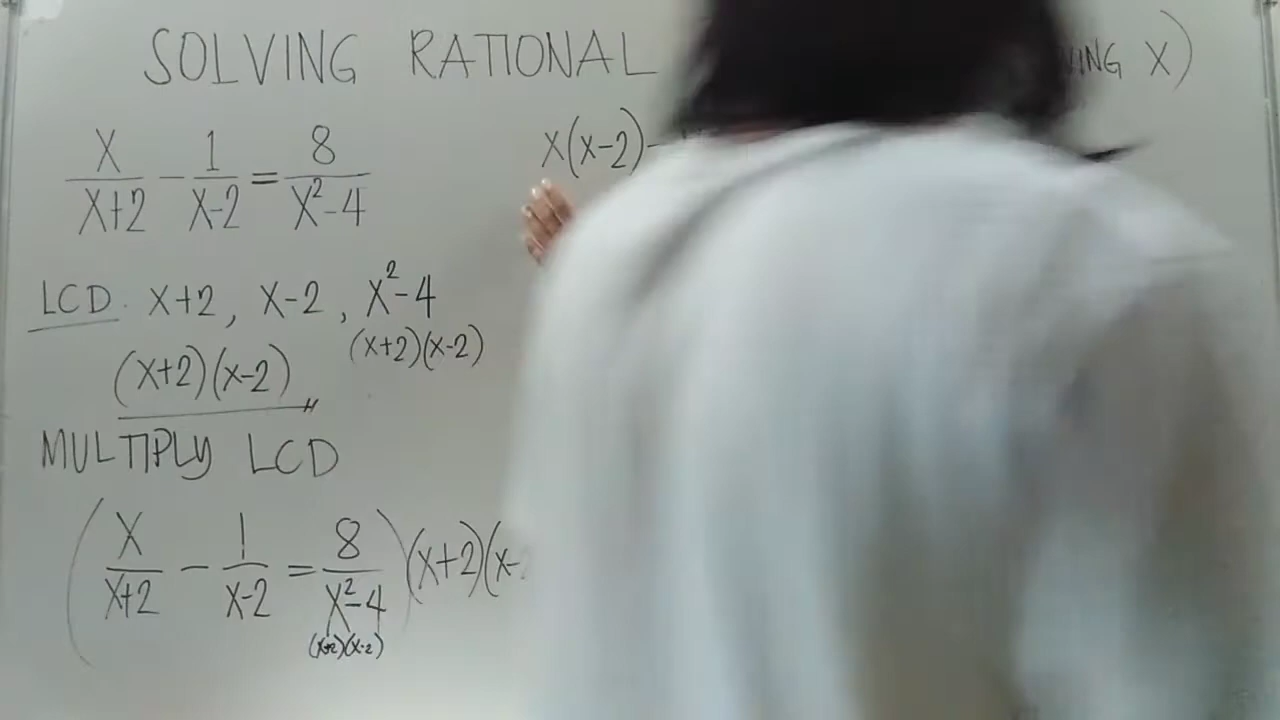 SOLVING RATIONAL X)
X/X+2 - 1/X-2 = 8/X²-4
X(X-2)-
LCD: X+2, X-2, X²-4
(X+2)(X-2)
(X+2)(X-2)
MULTIPLY LCD
(X/X+2 - 1/X-2 = 8/X²-4)(X+2)(X-
(X+2)(X-2)